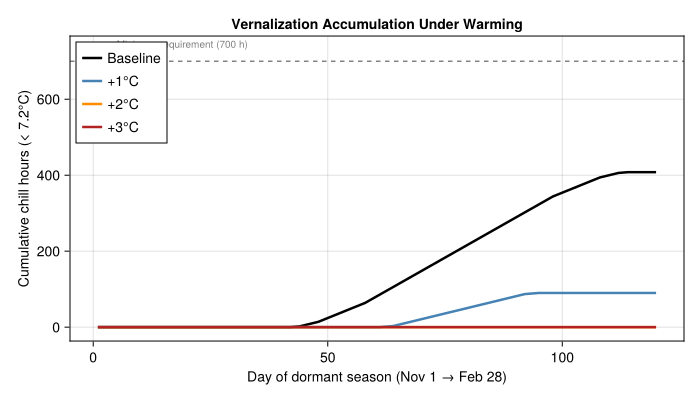 Vernalization Accumulation Under Warming
requirement (700 h)
Baseline
+1°C
+2°C
+3°C
Cumulative chill hours (< 7.2°C)
600
400
200
0
0 50 100
Day of dormant season (Nov 1 → Feb 28)